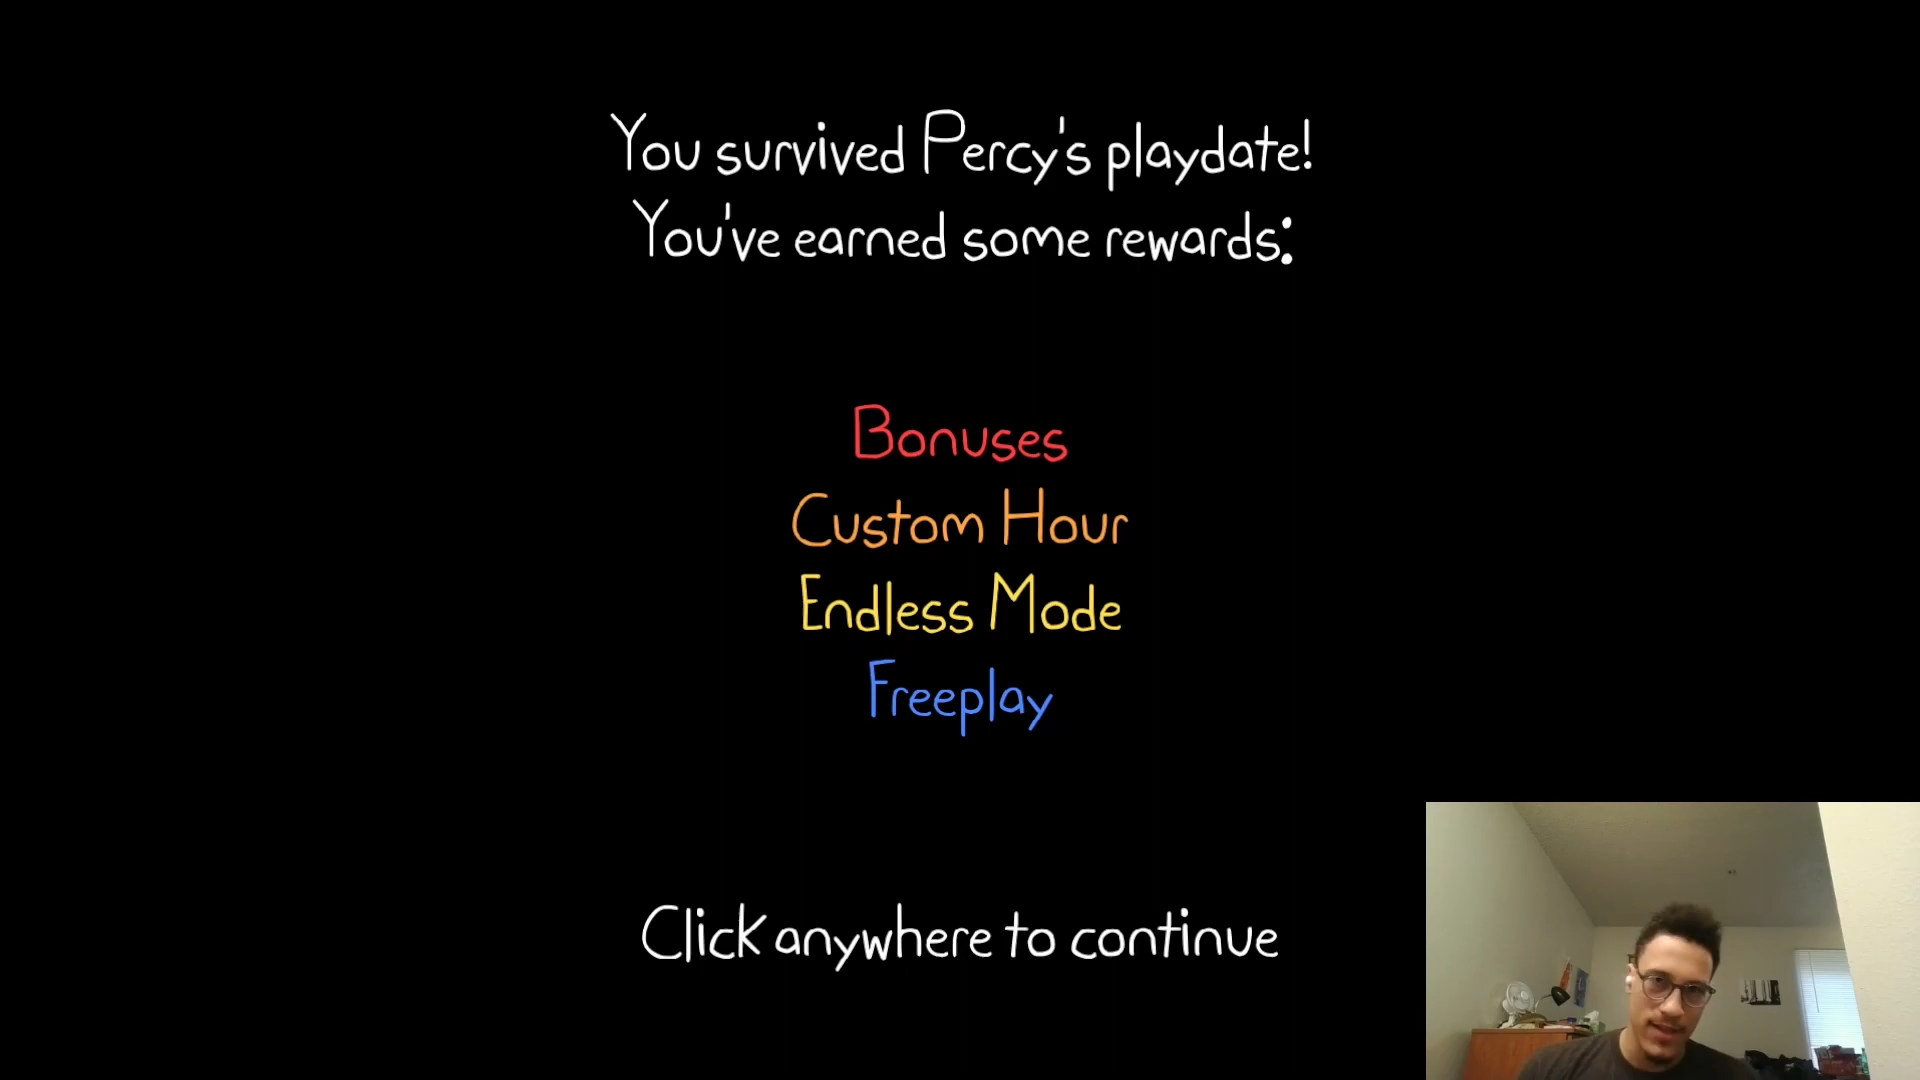 You survived Percy's playdate!
You've earned some rewards:
Bonuses
Custom Hour
Endless Mode
Freeplay
Click anywhere to continue